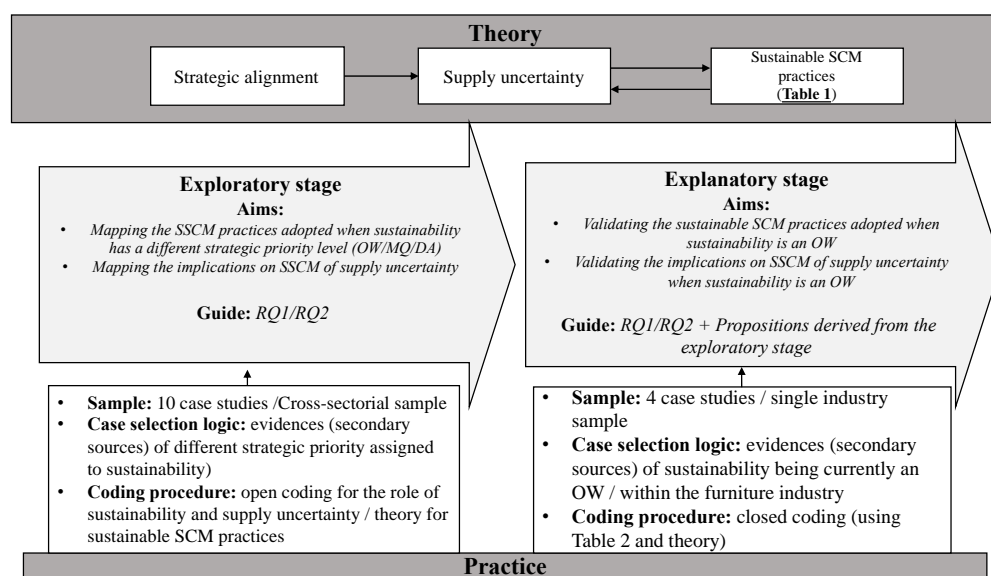 Theory
Strategic alignment
Supply uncertainty
Sustainable SCM
practices
(Table 1)
Exploratory stage
Aims:
• Mapping the SSCM practices adopted when sustainability
has a different strategic priority level (OW/MQ/DA)
• Mapping the implications on SSCM of supply uncertainty
Guide: RQ1/RQ2
Explanatory stage
Aims:
• Validating the sustainable SCM practices adopted when
sustainability is an OW
• Validating the implications on SSCM of supply uncertainty
when sustainability is an OW
Guide: RQ1/RQ2 + Propositions derived from the
exploratory stage
• Sample: 10 case studies /Cross-sectorial sample
• Case selection logic: evidences (secondary
sources) of different strategic priority assigned
to sustainability)
• Coding procedure: open coding for the role of
sustainability and supply uncertainty / theory for
sustainable SCM practices
• Sample: 4 case studies / single industry
sample
• Case selection logic: evidences (secondary
sources) of sustainability being currently an
OW / within the furniture industry
• Coding procedure: closed coding (using
Table 2 and theory)
Practice